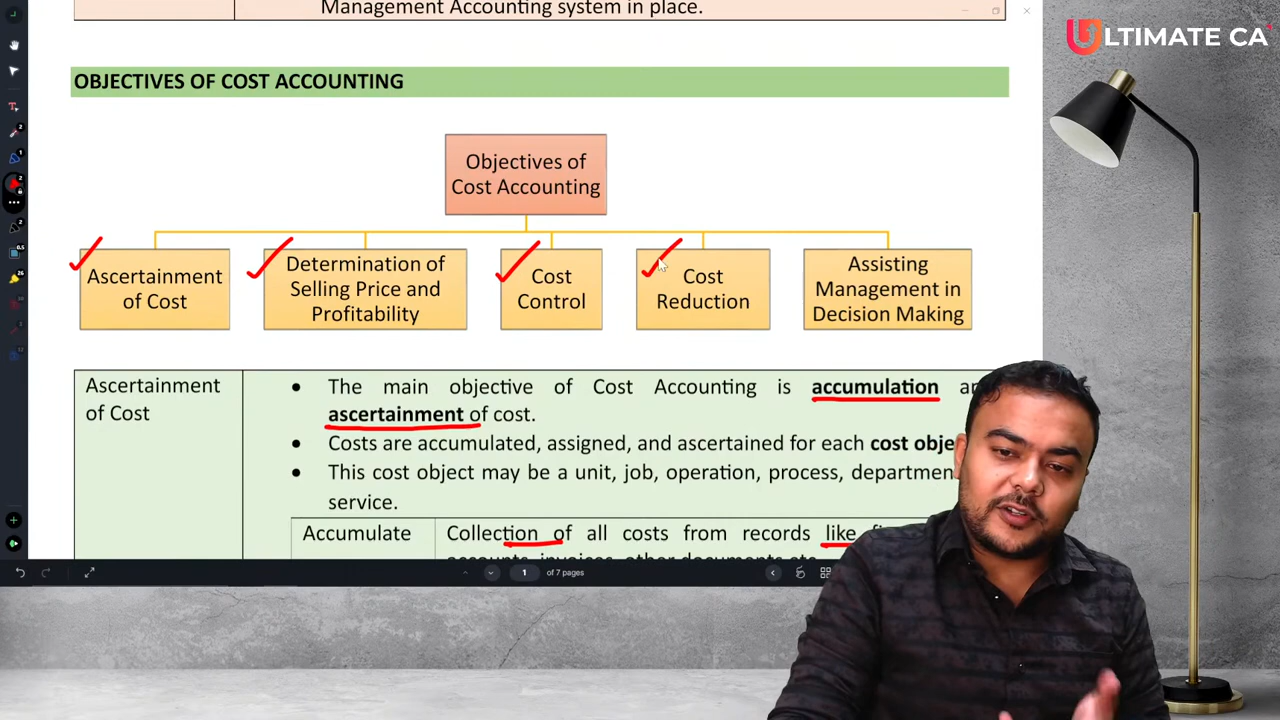 Management Accounting system in place.
ULTIMATE CA
OBJECTIVES OF COST ACCOUNTING
Objectives of
Cost Accounting
Ascertainment
of Cost
Determination of
Selling Price and
Profitability
Cost
Control
Cost
Reduction
Assisting
Management in
Decision Making
Ascertainment
of Cost
• The main objective of Cost Accounting is accumulation
ascertainment of cost.
• Costs are accumulated, assigned, and ascertained for each cost
• This cost object may be a unit, job, operation, process,
service.
Accumulate
Collection of all costs from records like
1 of 7 pages